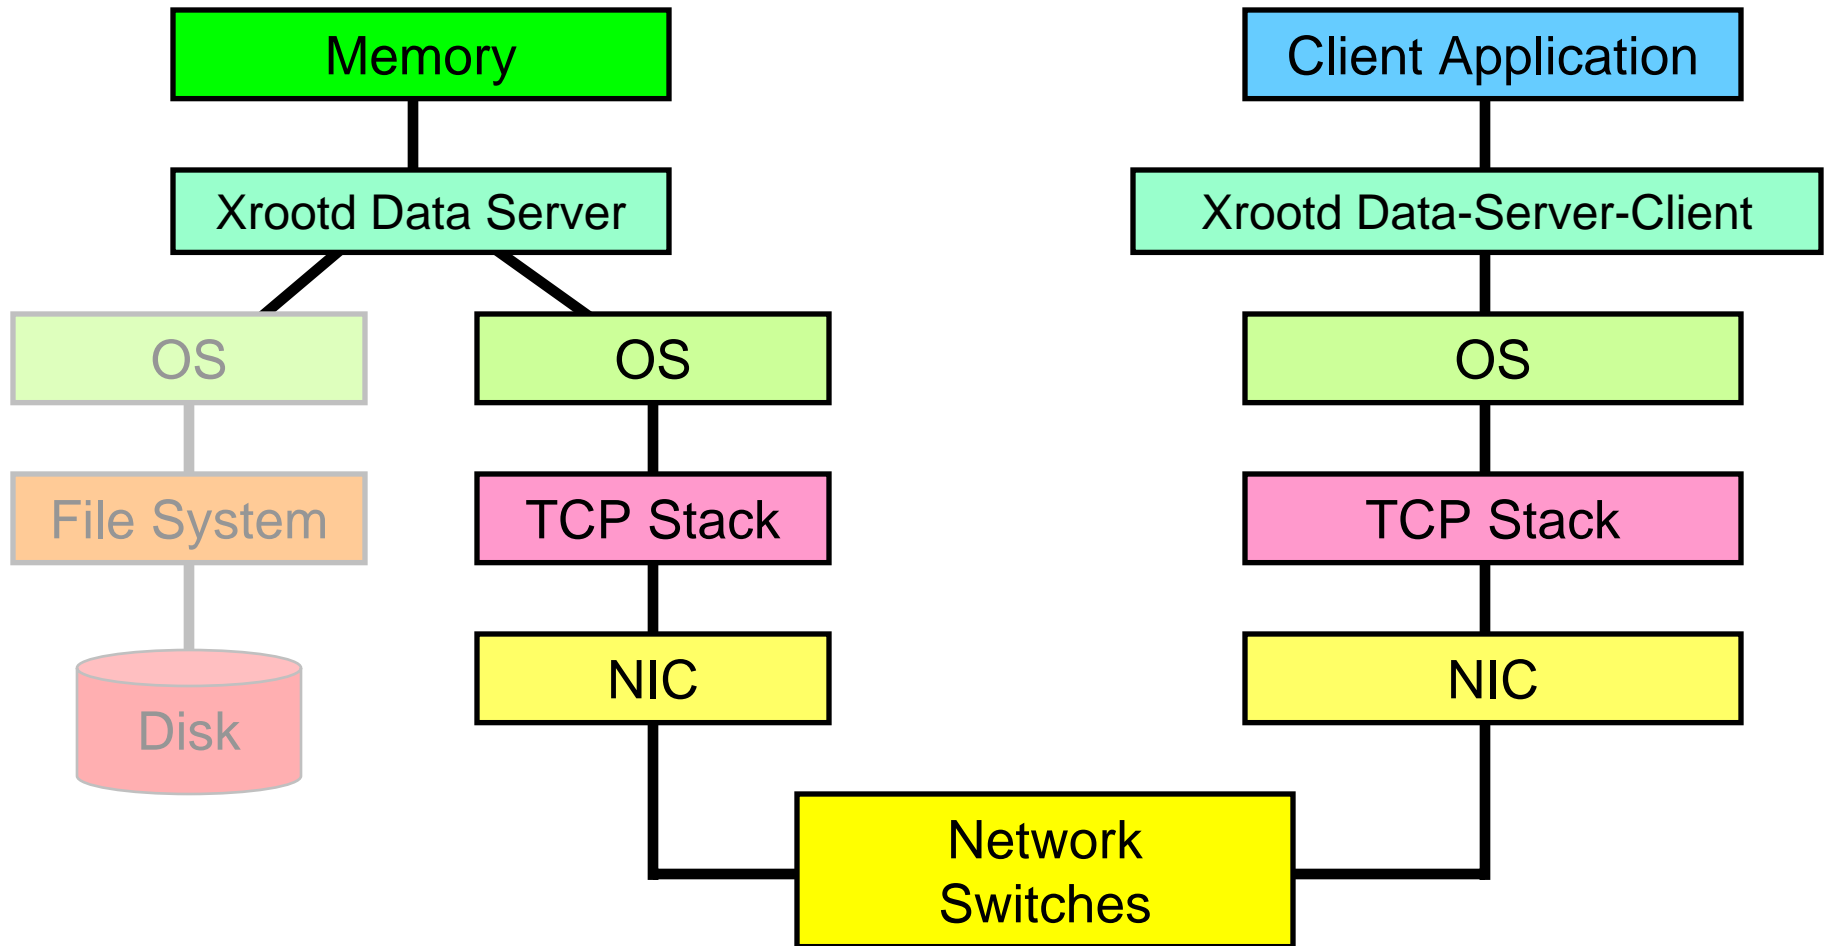 Memory
Client Application
Xrootd Data Server
Xrootd Data-Server-Client
OS
OS
OS
File System
TCP Stack
TCP Stack
NIC
NIC
Disk
Network
Switches